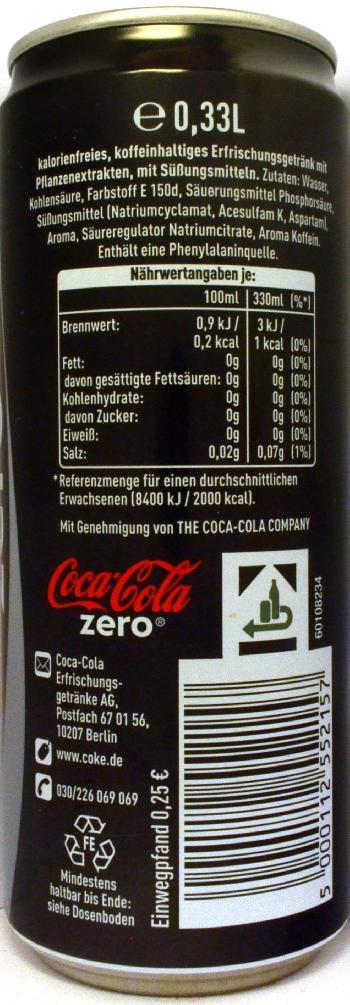 e 0,33L
kalorienfreies, koffeinhaltiges Erfrischungsgetränk mit
Pflanzenextrakten, mit Süßungsmitteln. Zutaten: Wasser,
Kohlensäure, Farbstoff E 150d, Säuerungsmittel Phosphorsäure,
Süßungsmittel (Natriumcyclamat, Acesulfam K, Aspartam),
Aroma, Säureregulator Natriumcitrate, Aroma Koffein.
Enthält eine Phenylalaninquelle.
Nährwertangaben je:
100ml 330ml (%*)
Brennwert: 0,9 kJ / 3 kJ /
0,2 kcal 1 kcal (0%)
Fett: 0g 0g (0%)
davon gesättigte Fettsäuren: 0g 0g (0%)
Kohlenhydrate: 0g 0g (0%)
davon Zucker: 0g 0g (0%)
Eiweiß: 0g 0g (0%)
Salz: 0,02g 0,07g (1%)
*Referenzmenge für einen durchschnittlichen
Erwachsenen (8400 kJ / 2000 kcal).
Mit Genehmigung von THE COCA-COLA COMPANY
Coca-Cola
zero®
60108234
Coca-Cola
Erfrischungs-
getränke AG,
Postfach 67 01 56,
10207 Berlin
www.coke.de
030/226 069 069
FE
Mindestens
haltbar bis Ende:
siehe Dosenboden
Einwegpfand 0,25 €
5 000112 552157